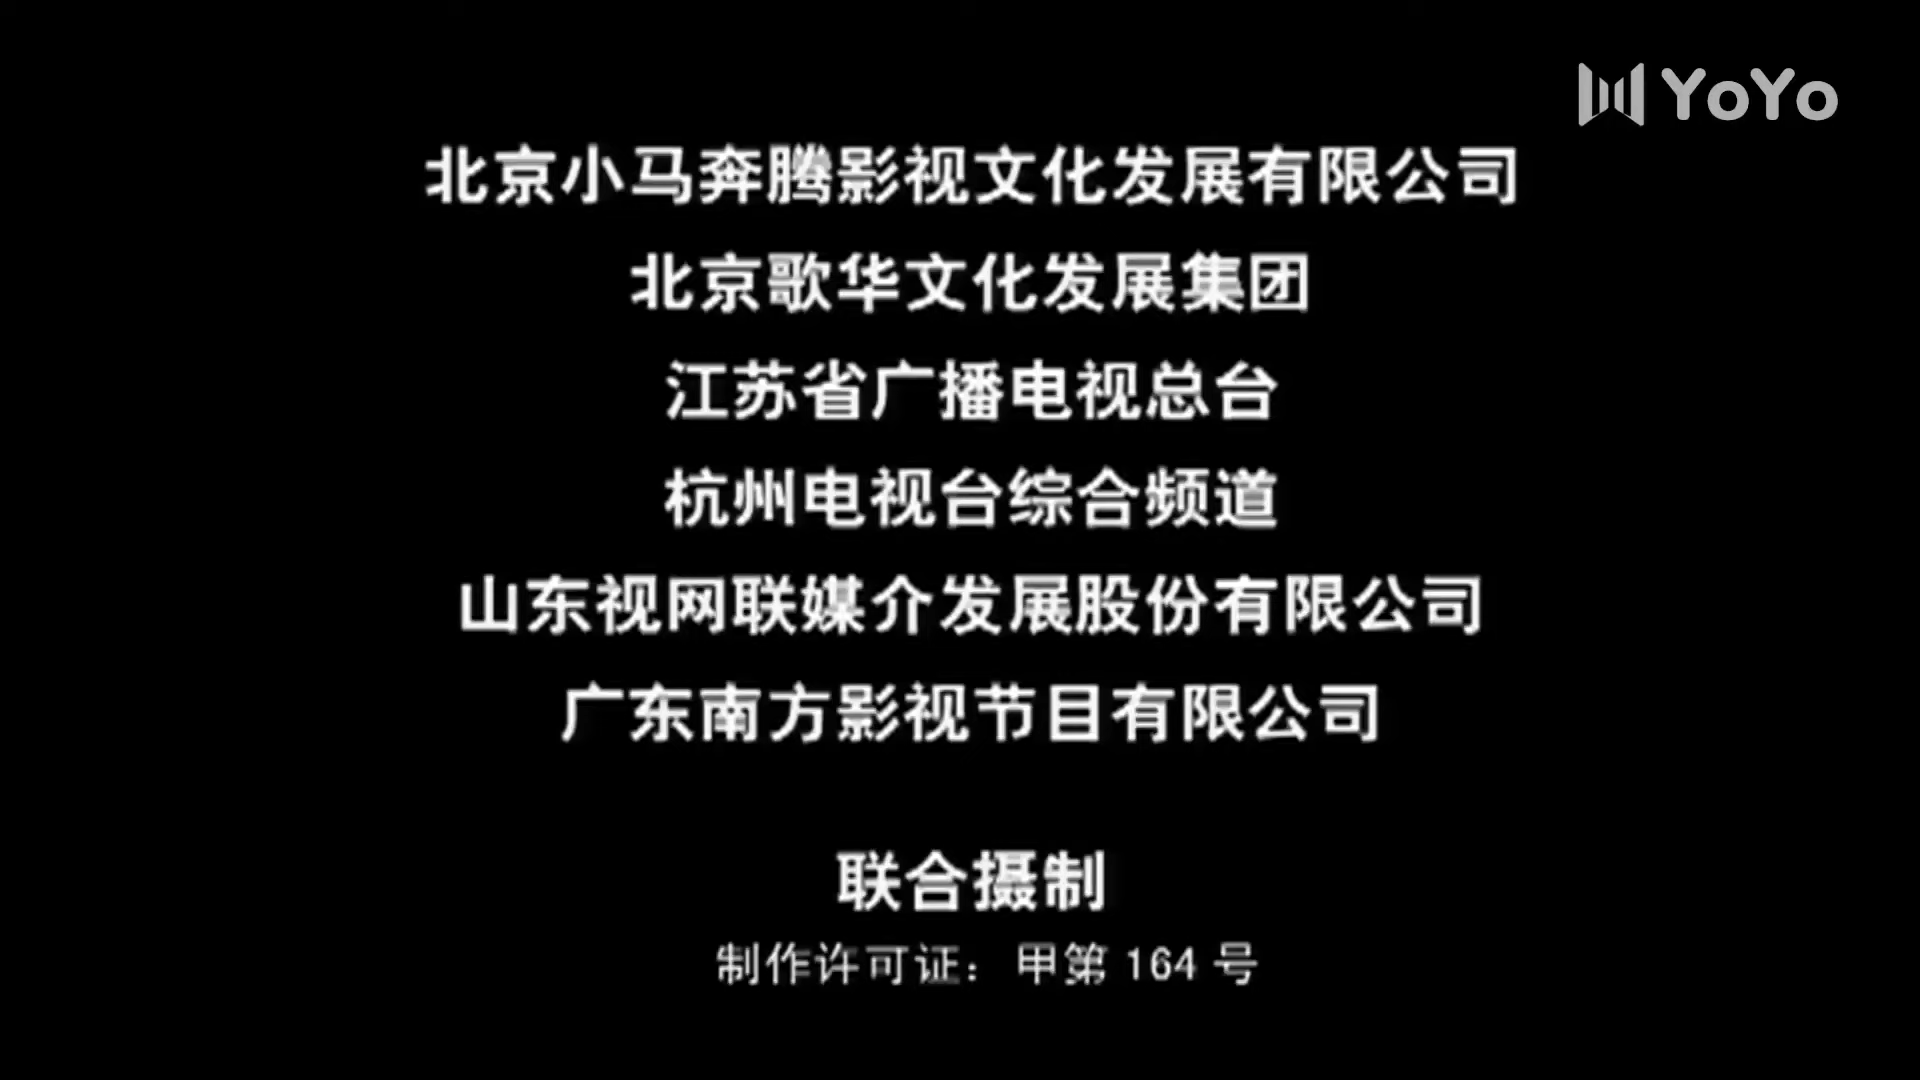 YoYo
北京小马奔腾影视文化发展有限公司
北京歌华文化发展集团
江苏省广播电视总台
杭州电视台综合频道
山东视网联媒介发展股份有限公司
广东南方影视节目有限公司
联合摄制
制作许可证：甲第 164 号